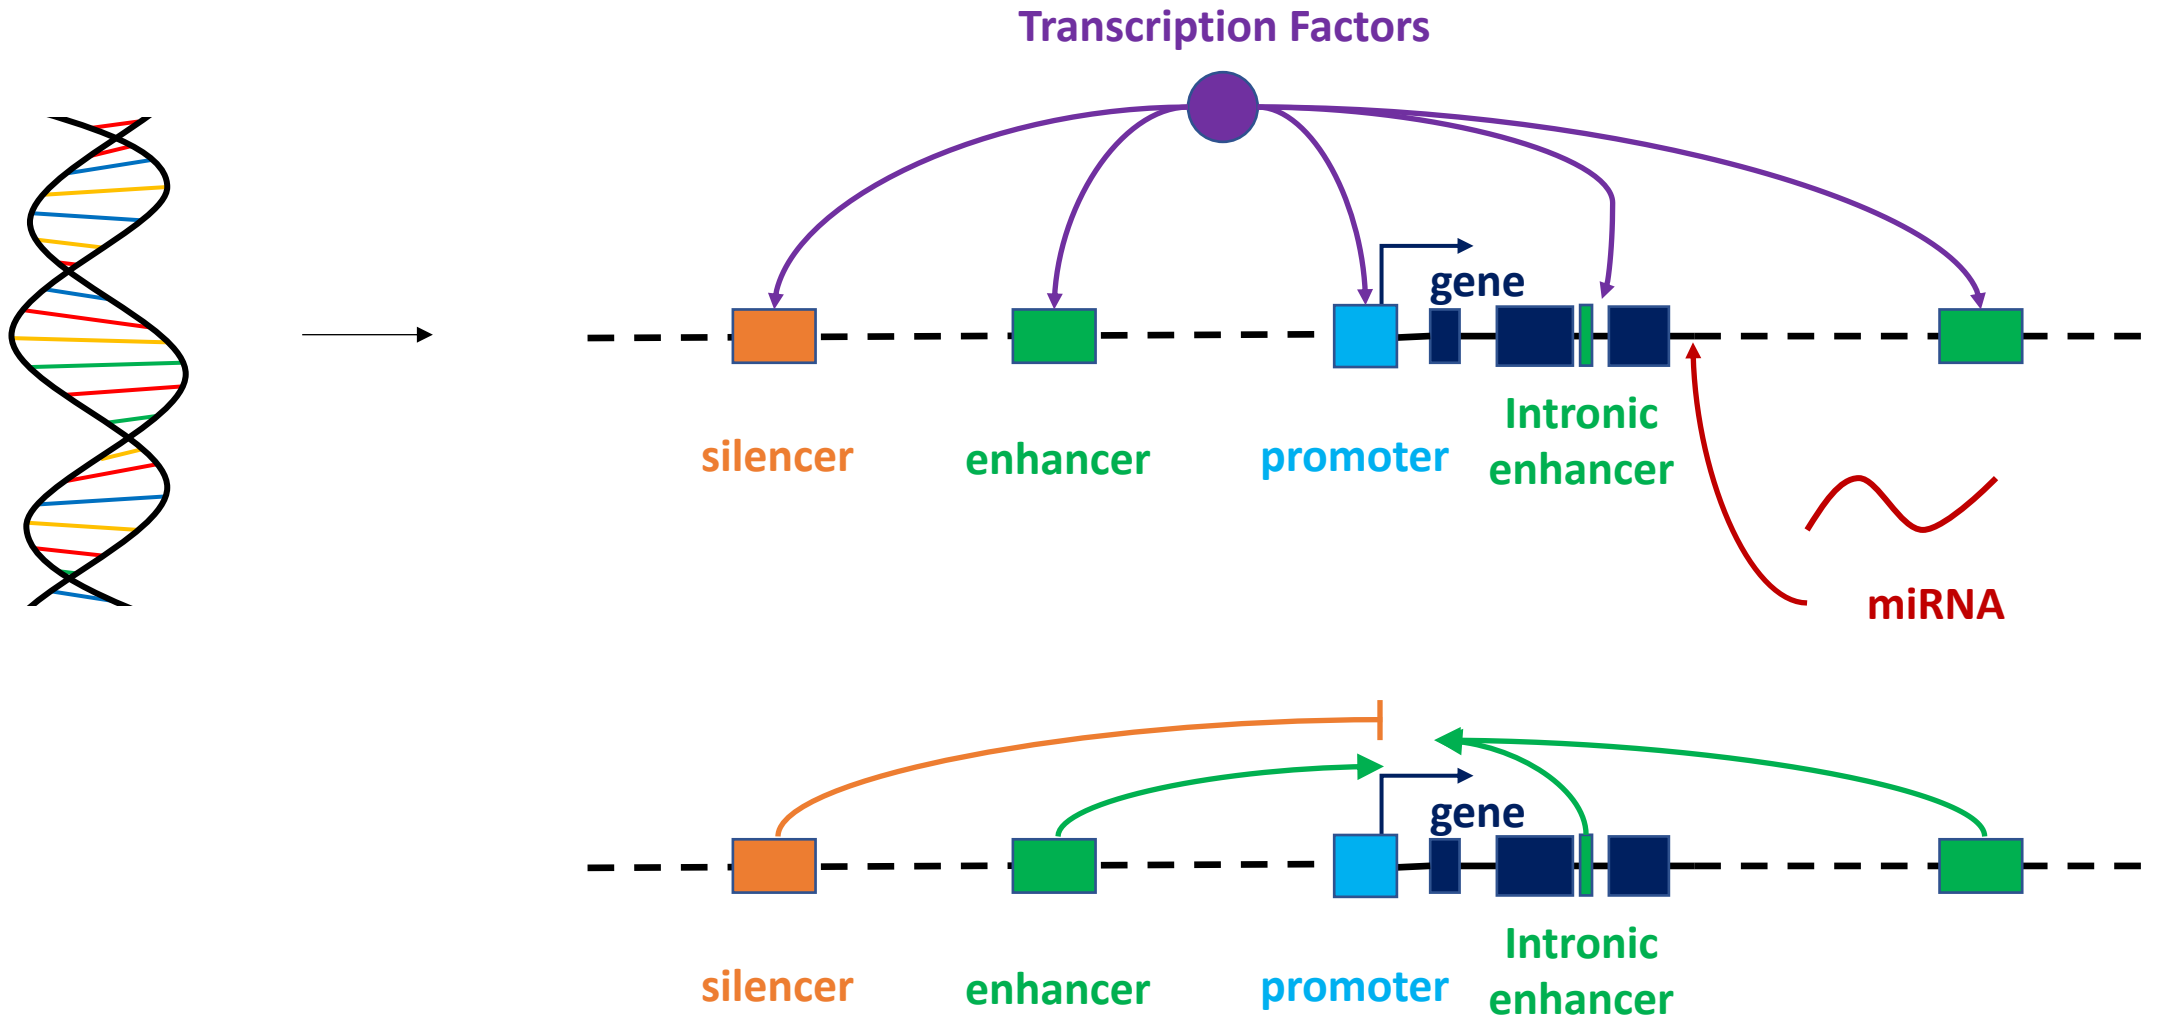 Transcription Factors
gene
silencer
enhancer
promoter
Intronic
enhancer
miRNA
gene
silencer
enhancer
promoter
Intronic
enhancer